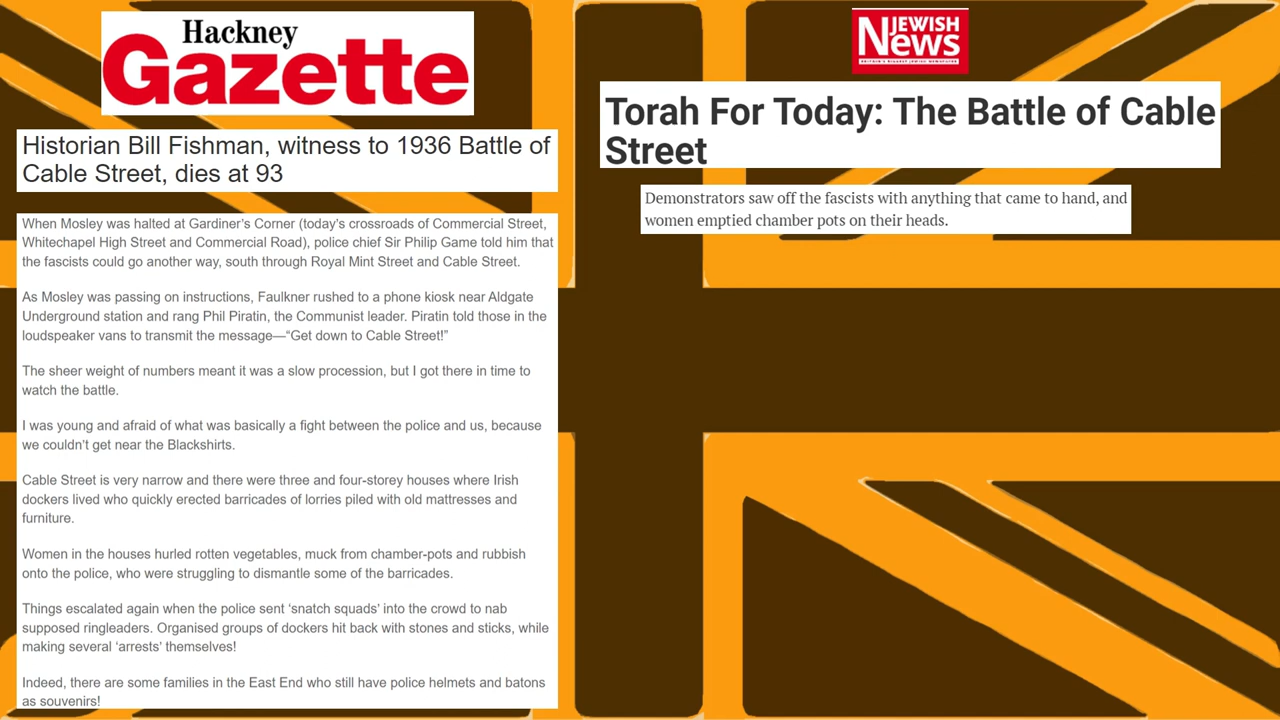 Hackney
Gazette
Historian Bill Fishman, witness to 1936 Battle of
Cable Street, dies at 93
When Mosley was halted at Gardiner's Corner (today's crossroads of Commercial Street,
Whitechapel High Street and Commercial Road), police chief Sir Philip Game told him that
the fascists could go another way, south through Royal Mint Street and Cable Street.
As Mosley was passing on instructions, Faulkner rushed to a phone kiosk near Aldgate
Underground station and rang Phil Piratin, the Communist leader. Piratin told those in the
loudspeaker vans to transmit the message—“Get down to Cable Street!”
The sheer weight of numbers meant it was a slow procession, but I got there in time to
watch the battle.
I was young and afraid of what was basically a fight between the police and us, because
we couldn't get near the Blackshirts.
Cable Street is very narrow and there were three and four-storey houses where Irish
dockers lived who quickly erected barricades of lorries piled with old mattresses and
furniture.
Women in the houses hurled rotten vegetables, muck from chamber-pots and rubbish
onto the police, who were struggling to dismantle some of the barricades.
Things escalated again when the police sent ‘snatch squads’ into the crowd to nab
supposed ringleaders. Organised groups of dockers hit back with stones and sticks, while
making several ‘arrests’ themselves!
Indeed, there are some families in the East End who still have police helmets and batons
as souvenirs!
JEWISH
News
BRITAIN'S BIGGEST JEWISH NEWSPAPER
Torah For Today: The Battle of Cable
Street
Demonstrators saw off the fascists with anything that came to hand, and
women emptied chamber pots on their heads.